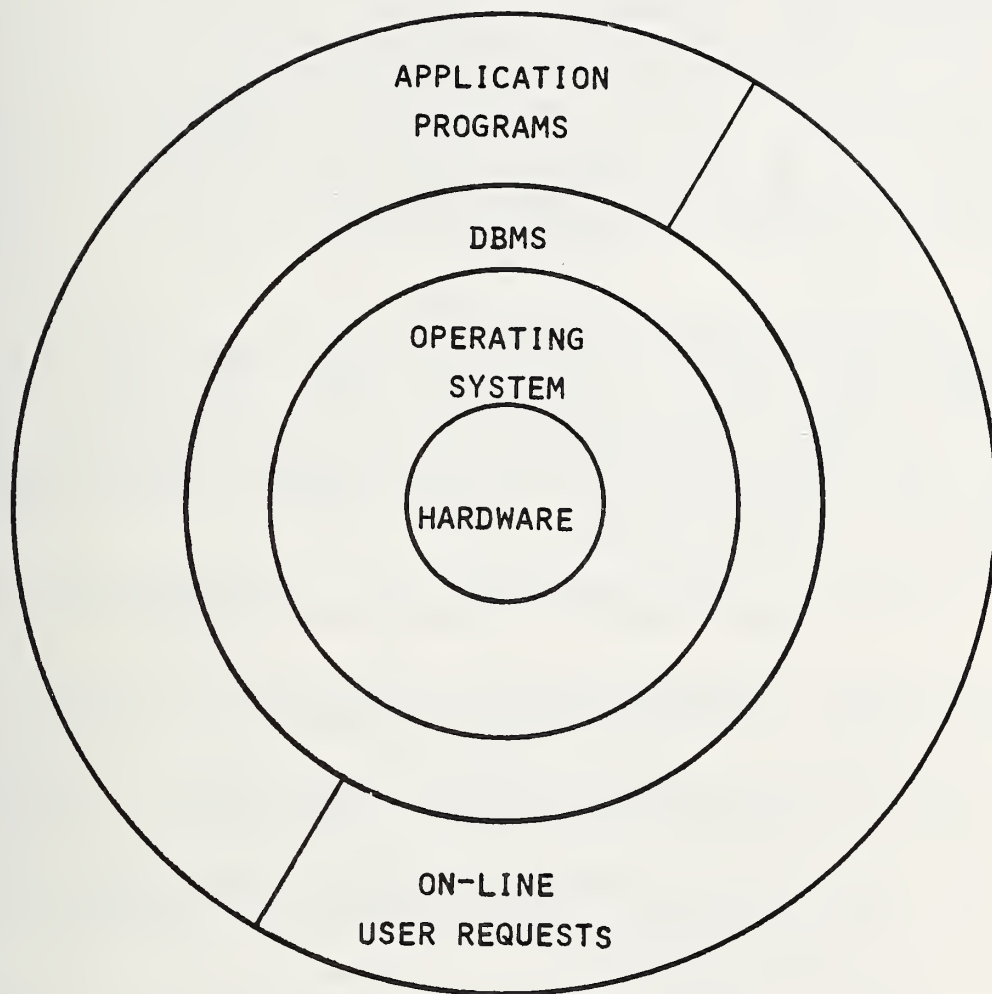 APPLICATION
PROGRAMS
DBMS
OPERATING
SYSTEM
HARDWARE
ON-LINE
USER REQUESTS